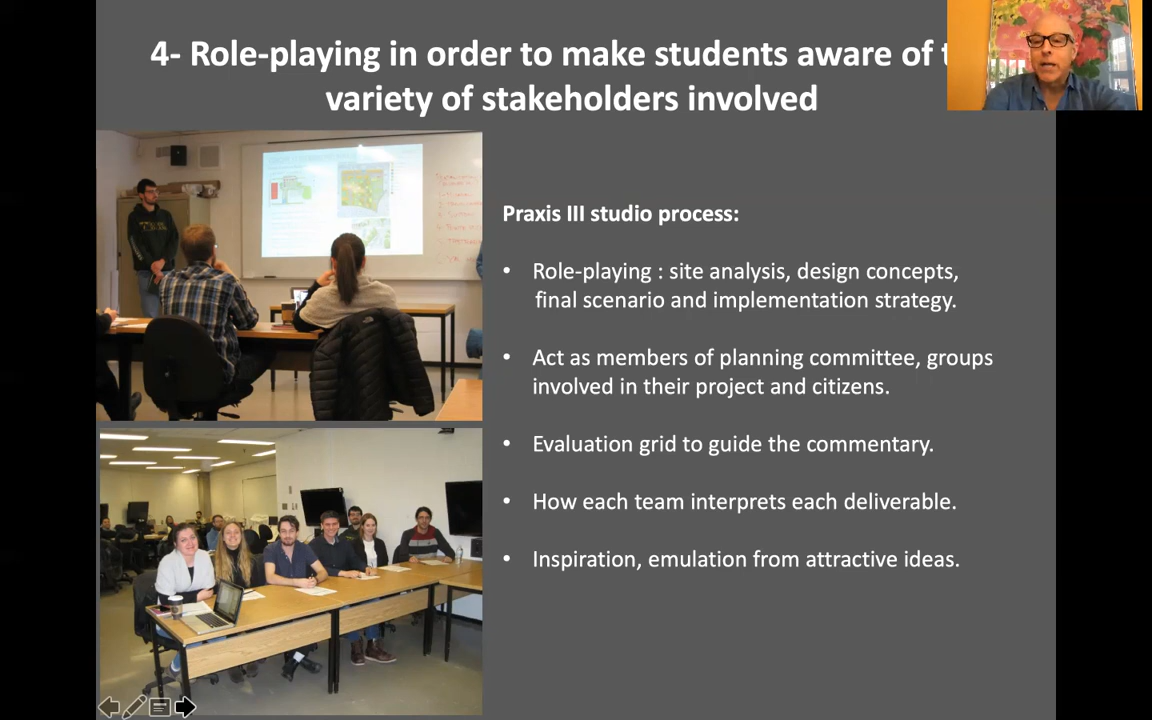 4- Role-playing in order to make students aware of
variety of stakeholders involved
Praxis III studio process:
• Role-playing : site analysis, design concepts,
final scenario and implementation strategy.
• Act as members of planning committee, groups
involved in their project and citizens.
• Evaluation grid to guide the commentary.
• How each team interprets each deliverable.
• Inspiration, emulation from attractive ideas.